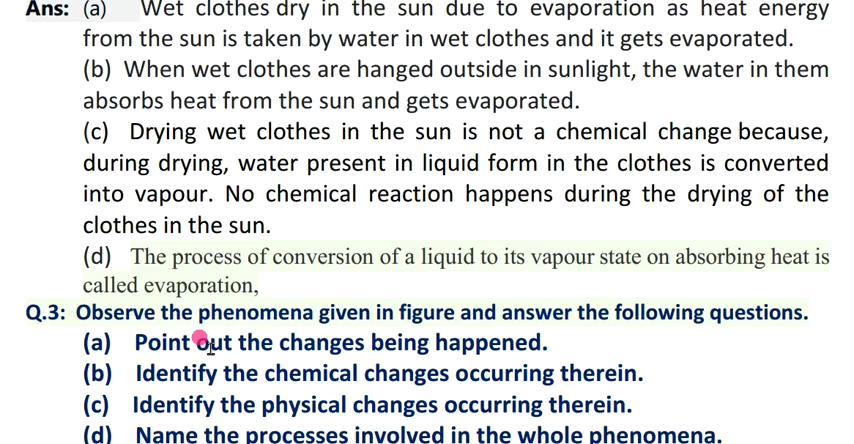 Ans: (a) Wet clothes dry in the sun due to evaporation as heat energy
from the sun is taken by water in wet clothes and it gets evaporated.
(b) When wet clothes are hanged outside in sunlight, the water in them
absorbs heat from the sun and gets evaporated.
(c) Drying wet clothes in the sun is not a chemical change because,
during drying, water present in liquid form in the clothes is converted
into vapour. No chemical reaction happens during the drying of the
clothes in the sun.
(d) The process of conversion of a liquid to its vapour state on absorbing heat is
called evaporation,
Q.3: Observe the phenomena given in figure and answer the following questions.
(a) Point out the changes being happened.
(b) Identify the chemical changes occurring therein.
(c) Identify the physical changes occurring therein.
(d) Name the processes involved in the whole phenomena.